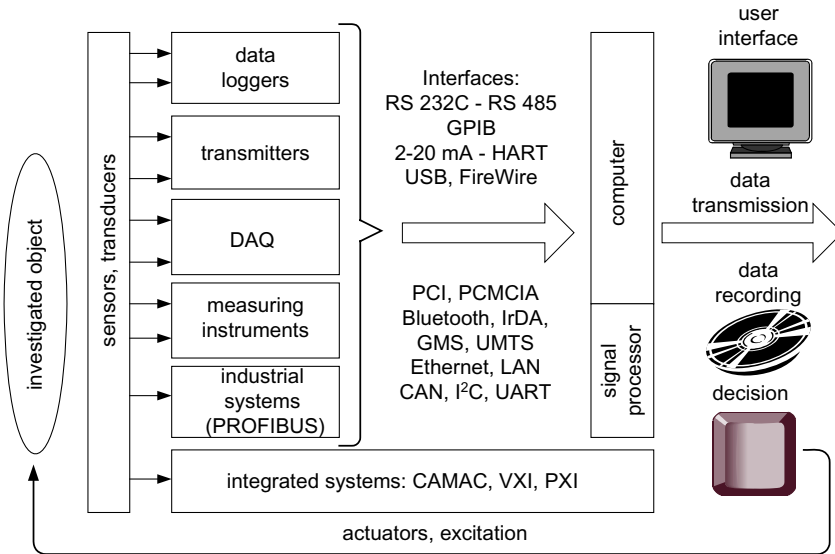 investigated object
sensors, transducers
data
loggers
transmitters
DAQ
measuring
instruments
industrial
systems
(PROFIBUS)
integrated systems: CAMAC, VXI, PXI
Interfaces:
RS 232C - RS 485
GPIB
2-20 mA - HART
USB, FireWire
PCI, PCMCIA
Bluetooth, IrDA,
GMS, UMTS
Ethernet, LAN
CAN, I²C, UART
computer
signal
processor
user
interface
data
transmission
data
recording
decision
actuators, excitation